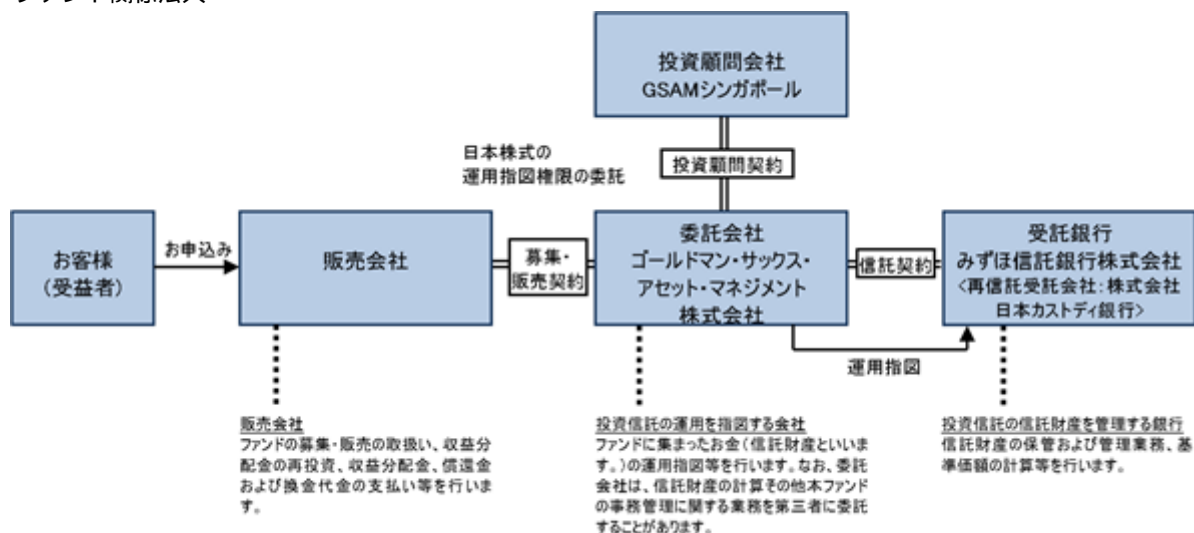 投資顧問会社
GSAMシンガポール
日本株式の
運用指図権限の委託
投資顧問契約
お客様
(受益者)
お申込み
販売会社
募集・
販売契約
委託会社
ゴールドマン・サックス・
アセット・マネジメント
株式会社
信託契約
受託銀行
みずほ信託銀行株式会社
<再信託受託会社:株式会社
日本カストディ銀行>
運用指図
販売会社
ファンドの募集・販売の取扱い、収益分
配金の再投資、収益分配金、償還金
および換金代金の支払い等を行いま
す。
投資信託の運用を指図する会社
ファンドに集まったお金(信託財産といいま
す。)の運用指図等を行います。なお、委託
会社は、信託財産の計算その他本ファンド
の事務管理に関する業務を第三者に委託
することがあります。
投資信託の信託財産を管理する銀行
信託財産の保管および管理業務、基
準価額の計算等を行います。